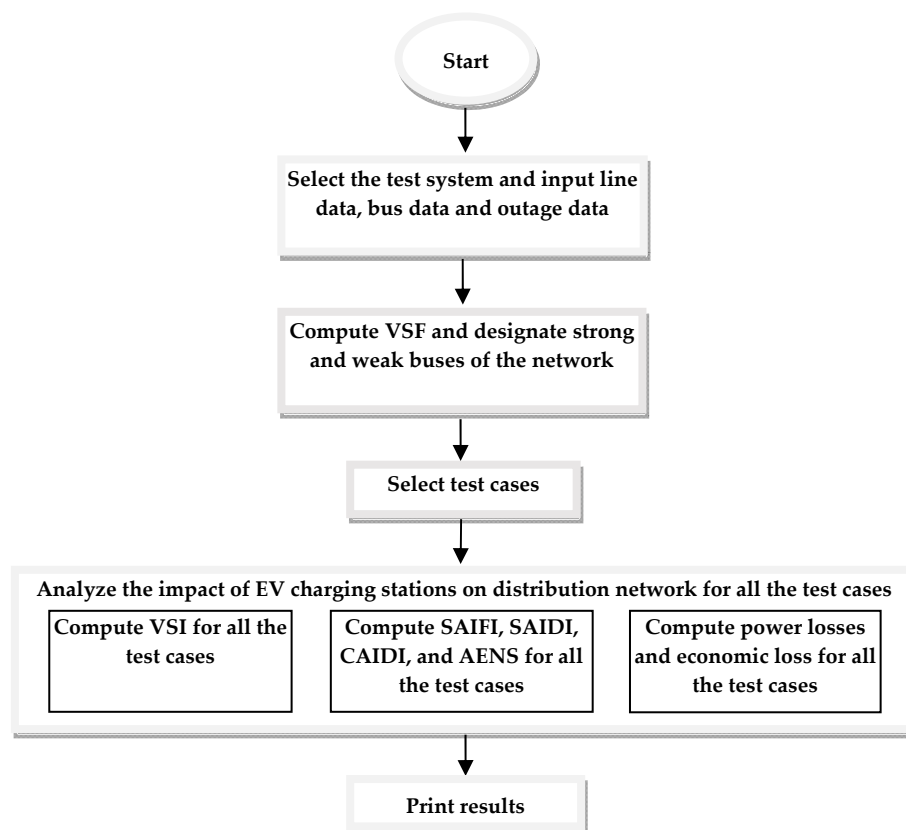 Start
Select the test system and input line
data, bus data and outage data
Compute VSF and designate strong
and weak buses of the network
Select test cases
Analyze the impact of EV charging stations on distribution network for all the test cases
Compute VSI for all the
test cases
Compute SAIFI, SAIDI,
CAIDI, and AENS for all
the test cases
Compute power losses
and economic loss for all
the test cases
Print results